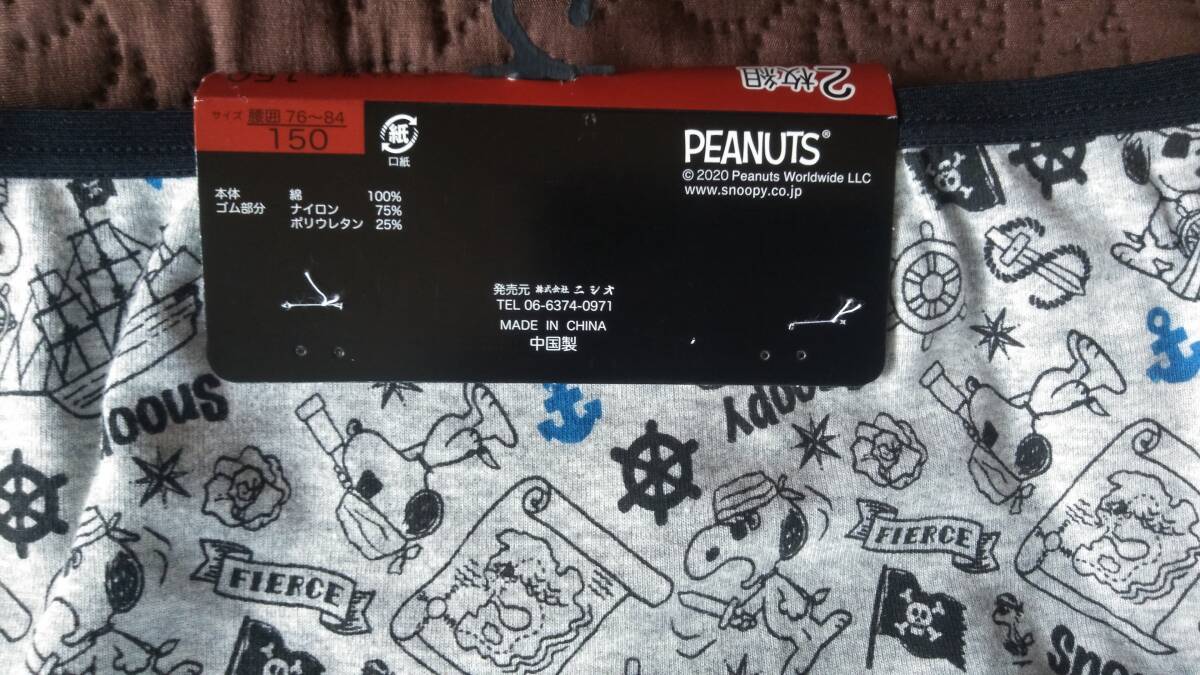 2枚組
150
サイズ 腰囲 76〜84
150
紙
口紙
PEANUTS®
© 2020 Peanuts Worldwide LLC
www.snoopy.co.jp
本体 綿 100%
ゴム部分 ナイロン 75%
ポリウレタン 25%
発売元 株式会社 ニシオ
TEL 06-6374-0971
MADE IN CHINA
中国製
Snoopy
FIERCE
FIERCE